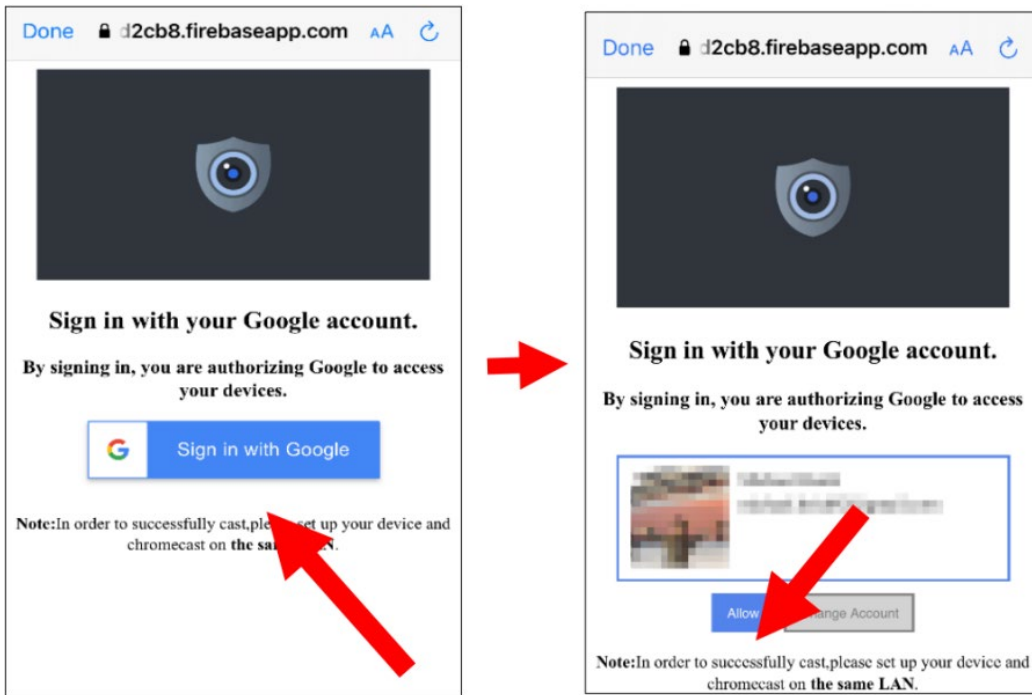 Done d2cb8.firebaseapp.com AA
Sign in with your Google account.
By signing in, you are authorizing Google to access
your devices.
G Sign in with Google
Note:In order to successfully cast,please set up your device and
chromecast on the same LAN.
Done d2cb8.firebaseapp.com AA
Sign in with your Google account.
By signing in, you are authorizing Google to access
your devices.
Allow Change Account
Note:In order to successfully cast,please set up your device and
chromecast on the same LAN.